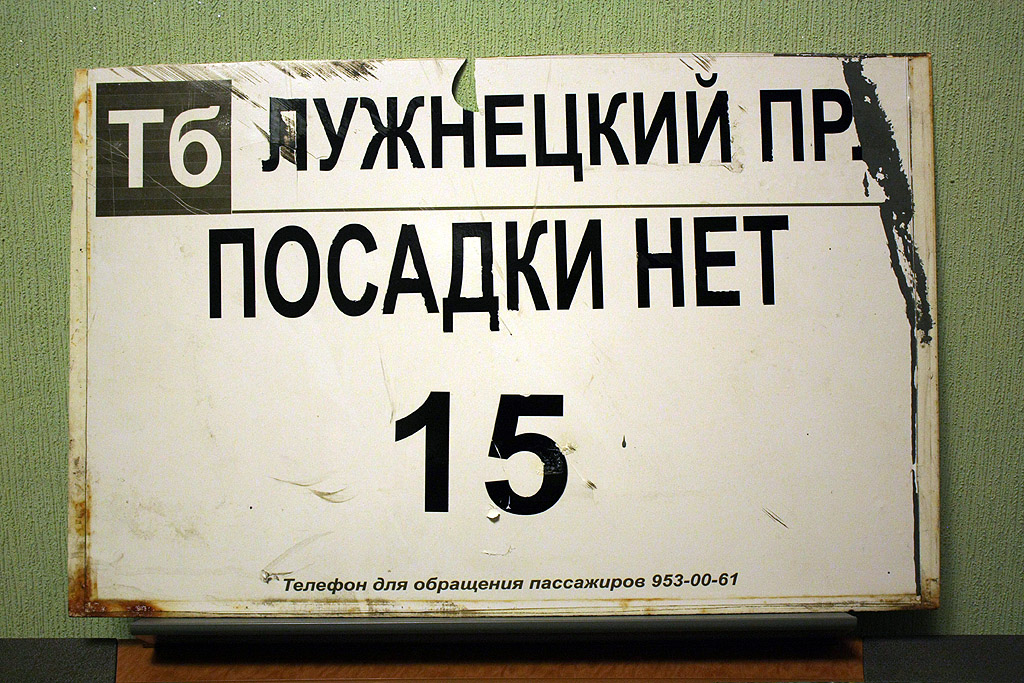 Тб ЛУЖНЕЦКИЙ ПР.
ПОСАДКИ НЕТ
15
Телефон для обращения пассажиров 953-00-61